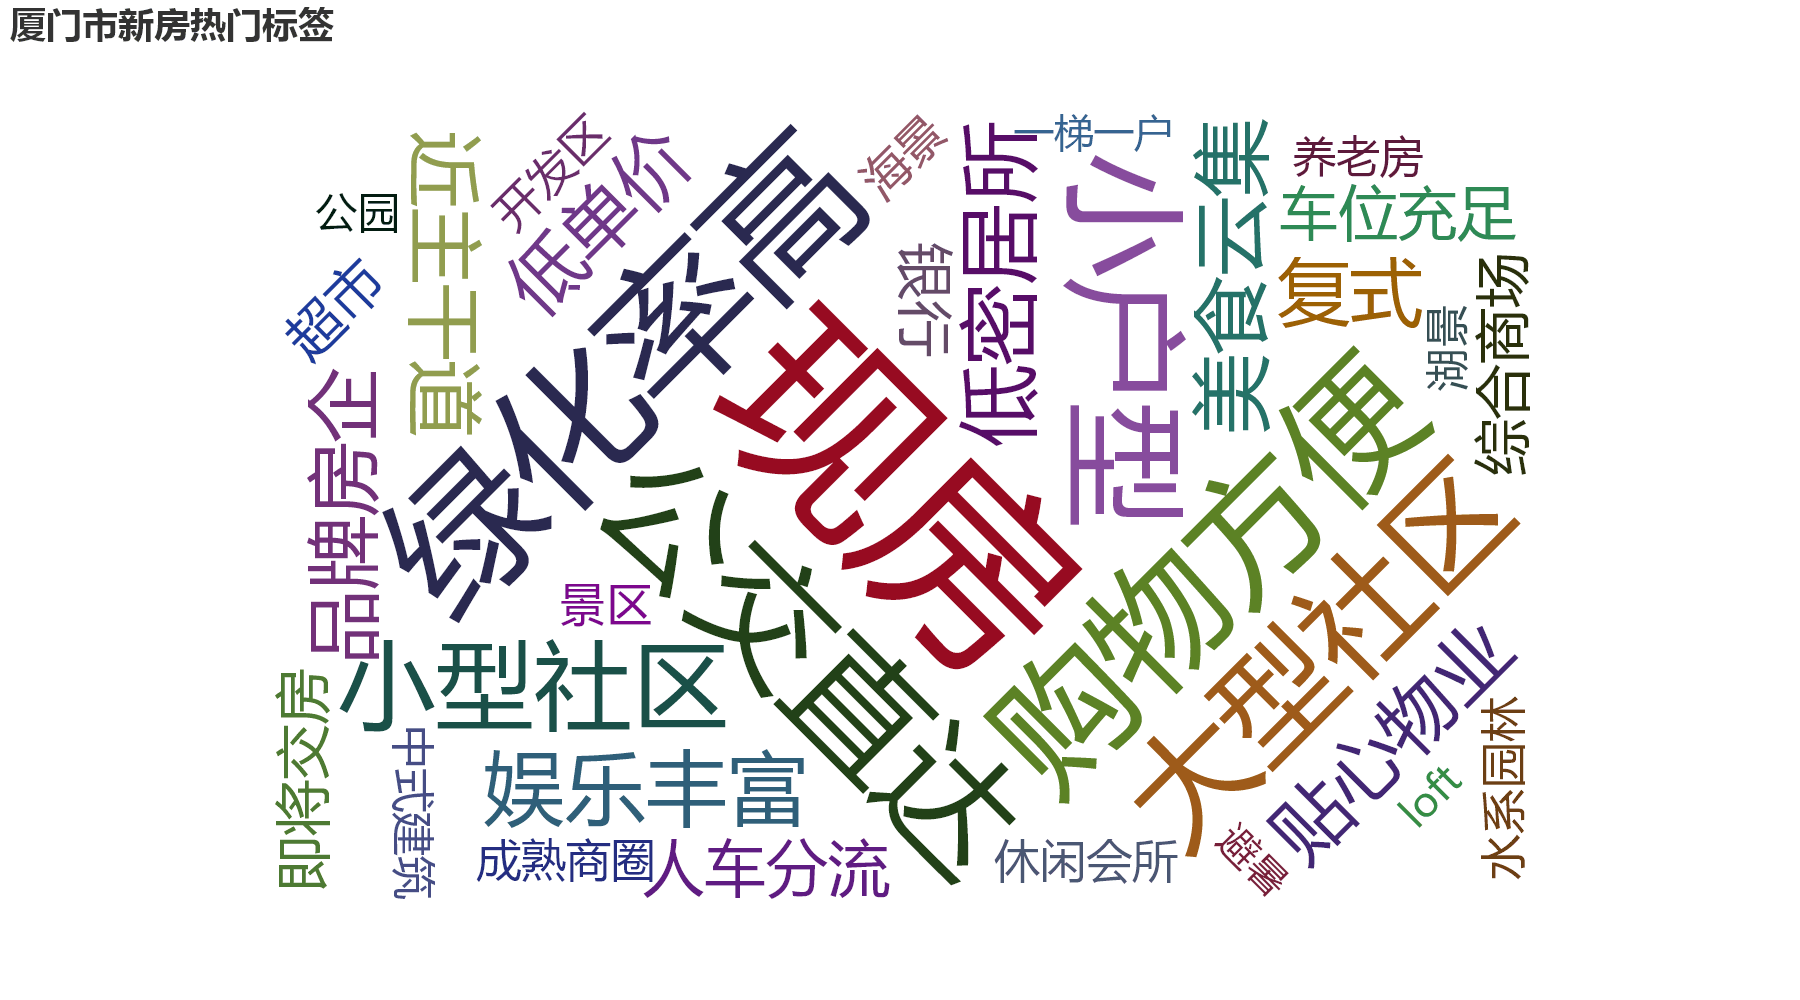 厦门市新房热门标签
近主干道
开发区
低单价
公园
超市
绿化率高
海景
银行
低密居所
一梯一户
小户型
美食云集
养老房
车位充足
复式
湖景
综合商场
品牌房企
现房
公交直达
购物方便
大型社区
景区
小型社区
即将交房
中式建筑
娱乐丰富
成熟商圈
人车分流
休闲会所
避暑
贴心物业
loft
水系园林